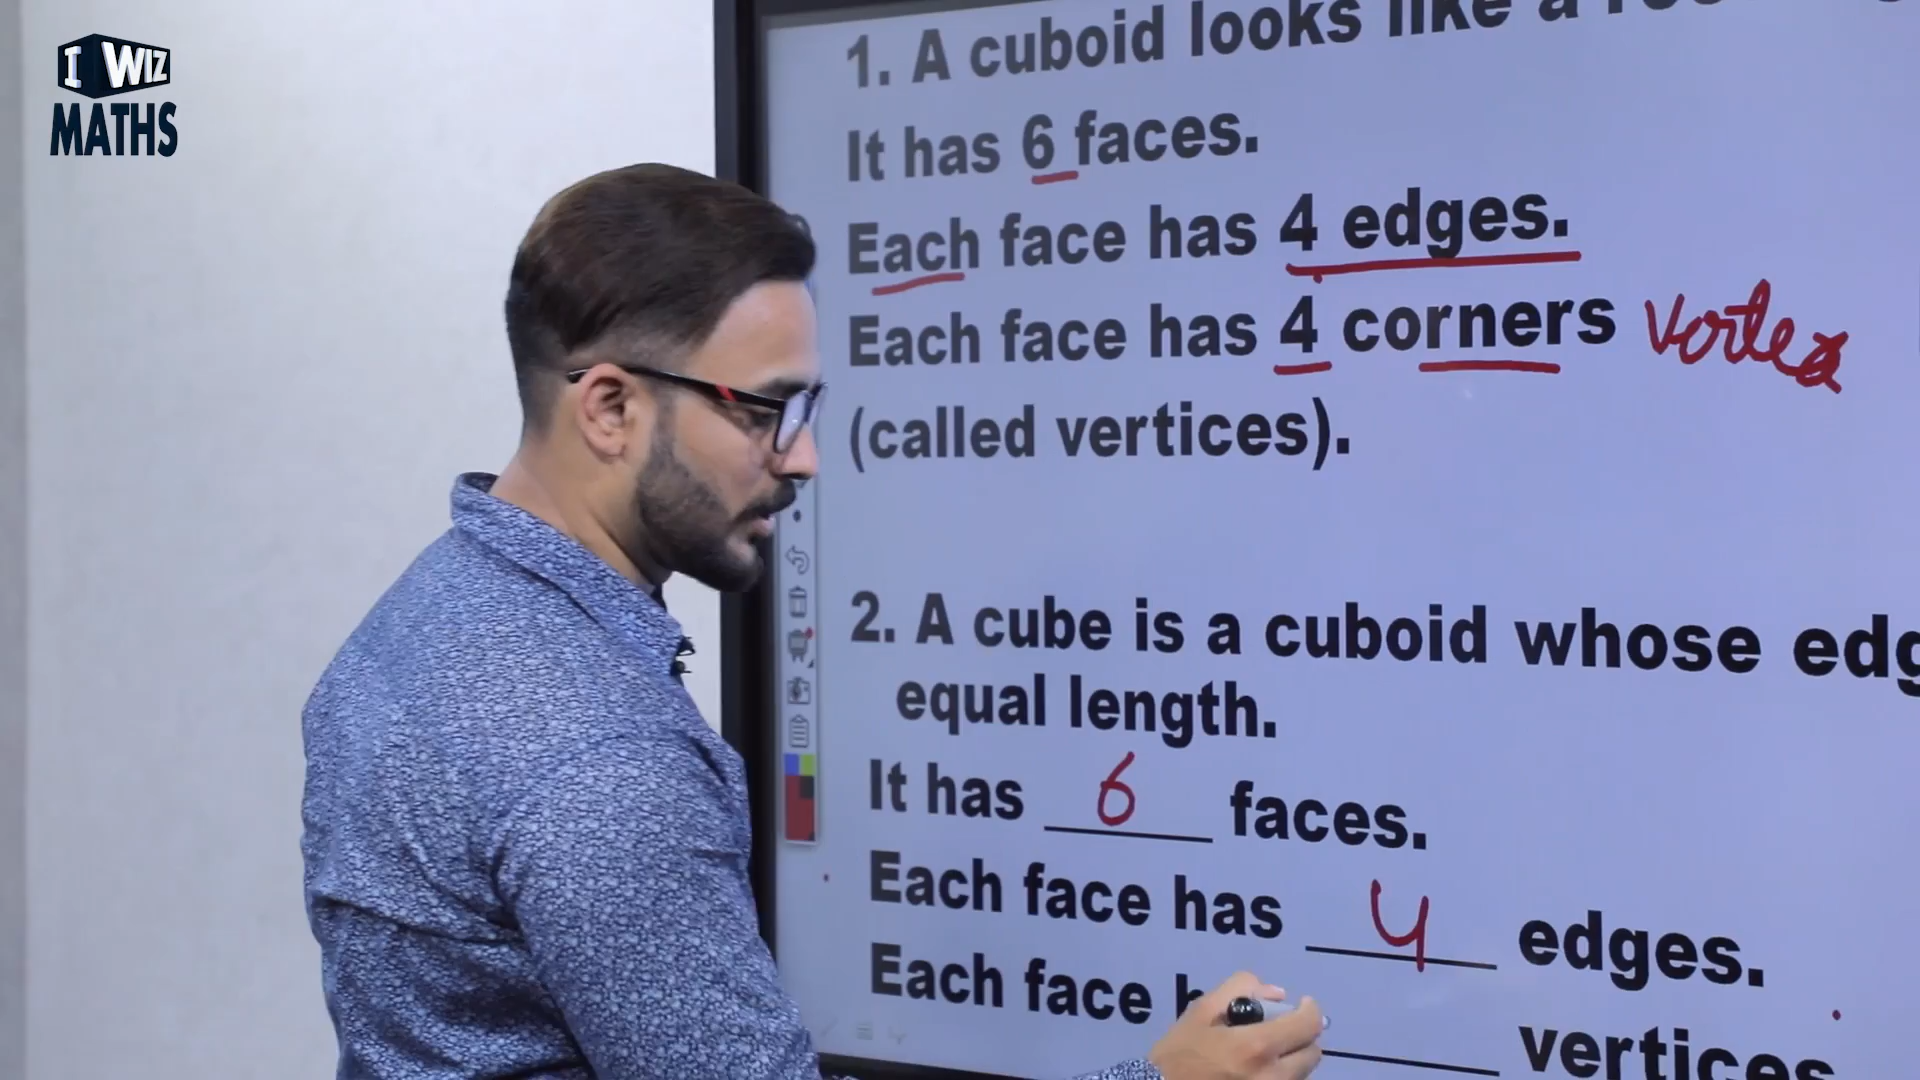 I WIZ
MATHS
1. A cuboid looks like a
It has 6 faces.
Each face has 4 edges.
Each face has 4 corners vertex
(called vertices).
2. A cube is a cuboid whose
equal length.
It has 6 faces.
Each face has 4 edges.
Each face
vertices